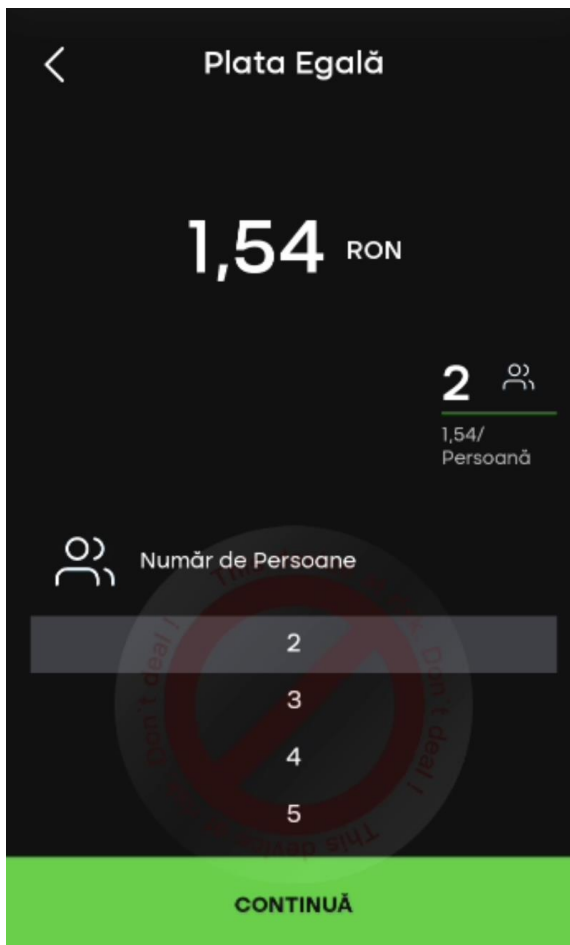 Plata Egală
1,54 RON
2
1,54/
Persoană
Număr de Persoane
2
3
4
5
CONTINUĂ